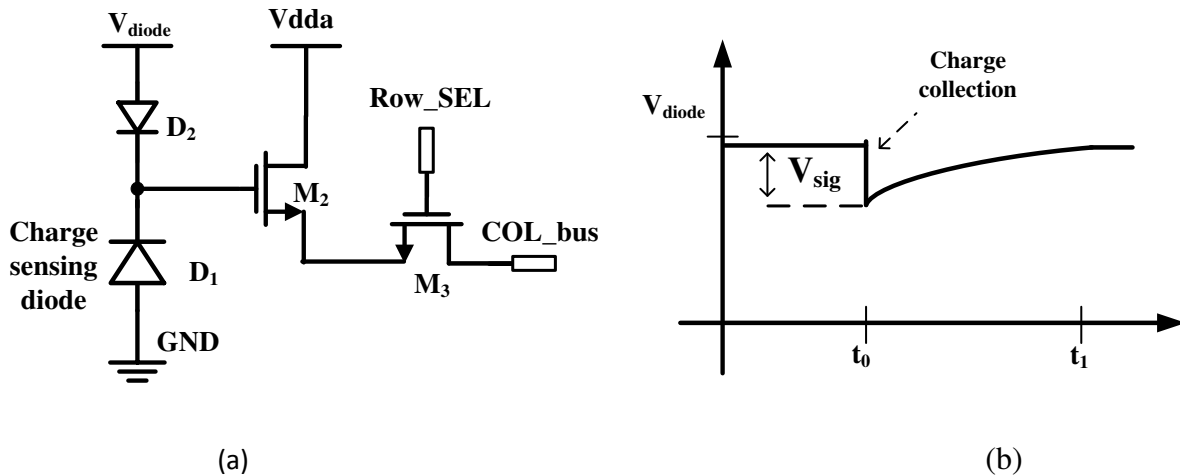 V_diode
Vdda
Row_SEL
D_2
M_2
COL_bus
Charge
sensing
diode
D_1
M_3
GND
(a)
Charge
collection
V_diode
V_sig
t_0
t_1
(b)